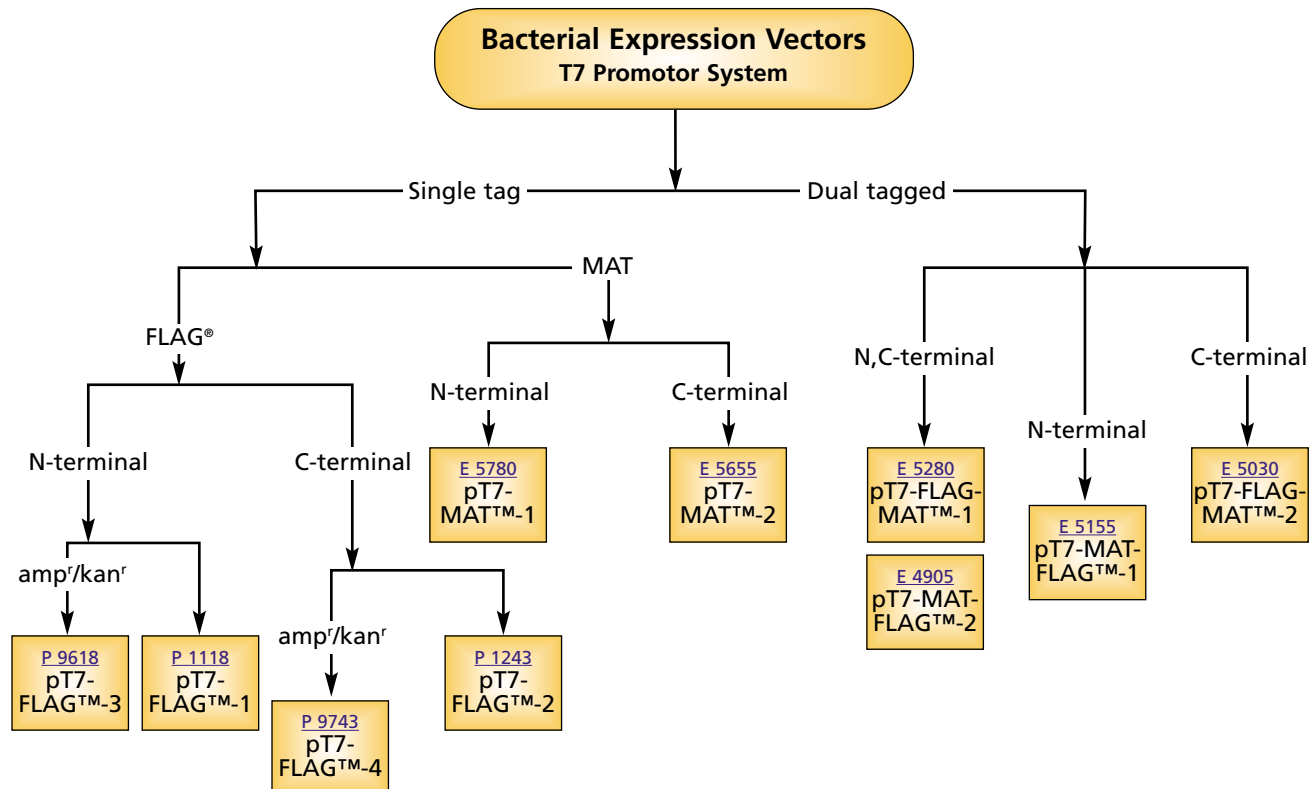 Bacterial Expression Vectors
T7 Promotor System
Single tag
Dual tagged
MAT
FLAG®
N-terminal
C-terminal
N,C-terminal
C-terminal
N-terminal
N-terminal
C-terminal
E 5780
pT7-
MAT™-1
E 5655
pT7-
MAT™-2
E 5280
pT7-FLAG-
MAT™-1
E 4905
pT7-MAT-
FLAG™-2
E 5155
pT7-MAT-
FLAG™-1
E 5030
pT7-FLAG-
MAT™-2
ampʳ/kanʳ
ampʳ/kanʳ
P 9618
pT7-
FLAG™-3
P 1118
pT7-
FLAG™-1
P 9743
pT7-
FLAG™-4
P 1243
pT7-
FLAG™-2